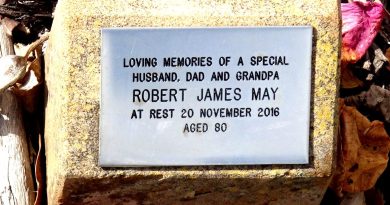 LOVING MEMORIES OF A SPECIAL
HUSBAND, DAD AND GRANDPA
ROBERT JAMES MAY
AT REST 20 NOVEMBER 2016
AGED 80